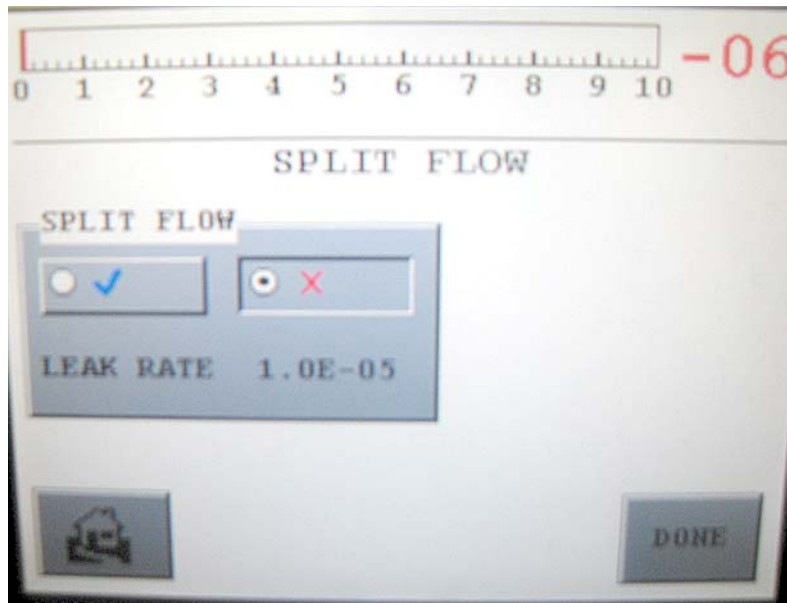 -06
0 1 2 3 4 5 6 7 8 9 10
SPLIT FLOW
SPLIT FLOW
LEAK RATE 1.0E-05
DONE